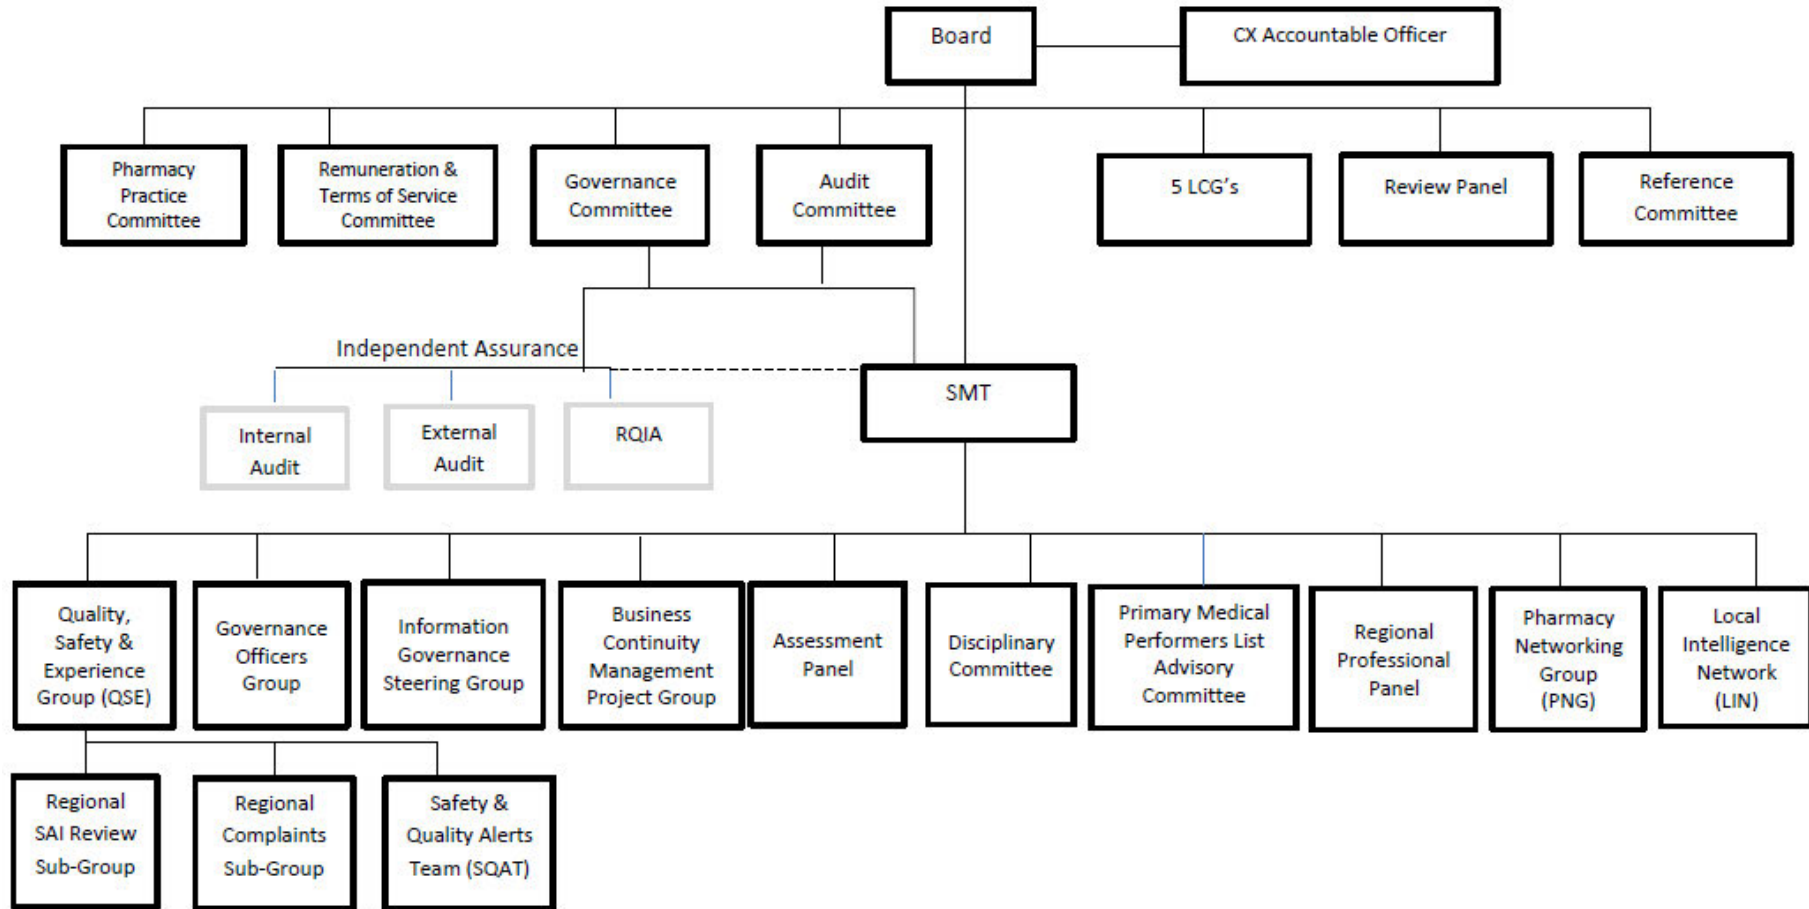 Board
CX Accountable Officer
Pharmacy
Practice
Committee
Remuneration &
Terms of Service
Committee
Governance
Committee
Audit
Committee
5 LCG's
Review Panel
Reference
Committee
Independent Assurance
Internal
Audit
External
Audit
RQIA
SMT
Quality,
Safety &
Experience
Group (QSE)
Governance
Officers
Group
Information
Governance
Steering Group
Business
Continuity
Management
Project Group
Assessment
Panel
Disciplinary
Committee
Primary Medical
Performers List
Advisory
Committee
Regional
Professional
Panel
Pharmacy
Networking
Group
(PNG)
Local
Intelligence
Network
(LIN)
Regional
SAI Review
Sub-Group
Regional
Complaints
Sub-Group
Safety &
Quality Alerts
Team (SQAT)